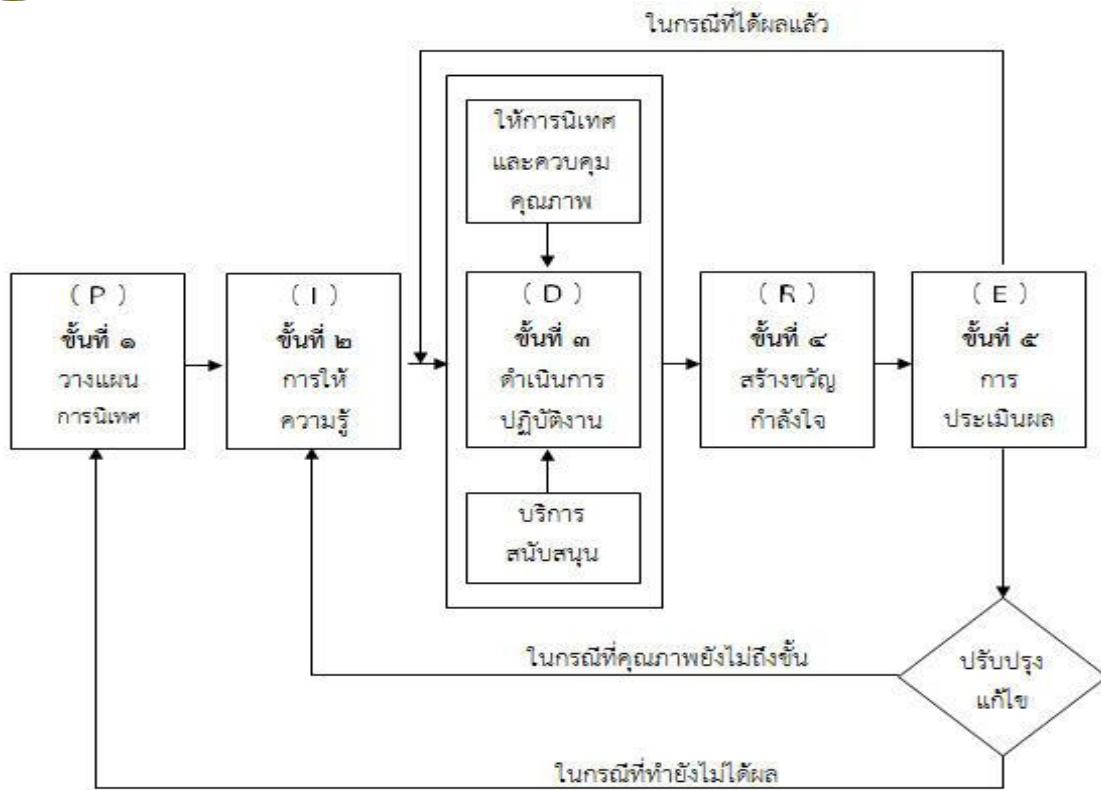 ในกรณีที่ได้ผลแล้ว
ให้การนิเทศ
และควบคุม
คุณภาพ
( P )
ขั้นที่ ๑
วางแผน
การนิเทศ
( I )
ขั้นที่ ๒
การให้
ความรู้
( D )
ขั้นที่ ๓
ดำเนินการ
ปฏิบัติงาน
( R )
ขั้นที่ ๔
สร้างขวัญ
กำลังใจ
( E )
ขั้นที่ ๕
การ
ประเมินผล
บริการ
สนับสนุน
ในกรณีที่คุณภาพยังไม่ถึงขั้น
ปรับปรุง
แก้ไข
ในกรณีที่ทำยังไม่ได้ผล